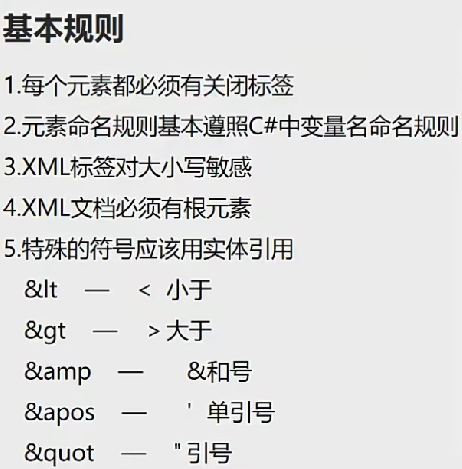 基本规则
1.每个元素都必须有关闭标签
2.元素命名规则基本遵照C#中变量名命名规则
3.XML标签对大小写敏感
4.XML文档必须有根元素
5.特殊的符号应该用实体引用
&lt — < 小于
&gt — > 大于
&amp — &和号
&apos — ' 单引号
&quot — " 引号